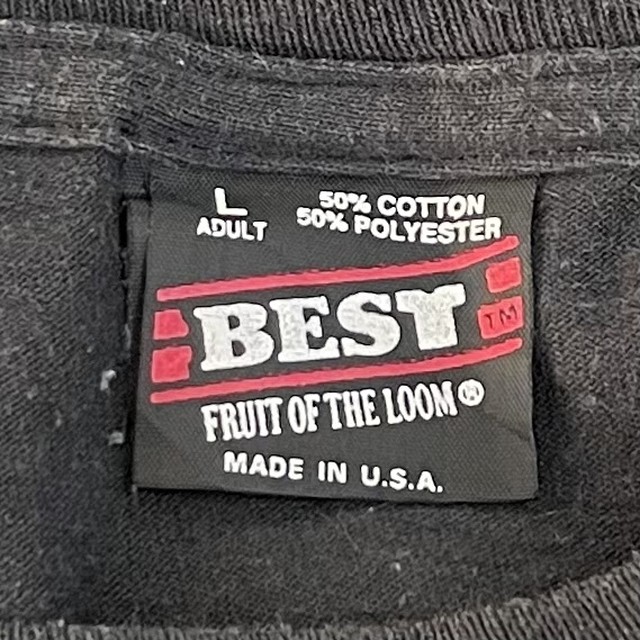 L
ADULT
50% COTTON
50% POLYESTER
BEST
TM
FRUIT OF THE LOOM®
MADE IN U.S.A.